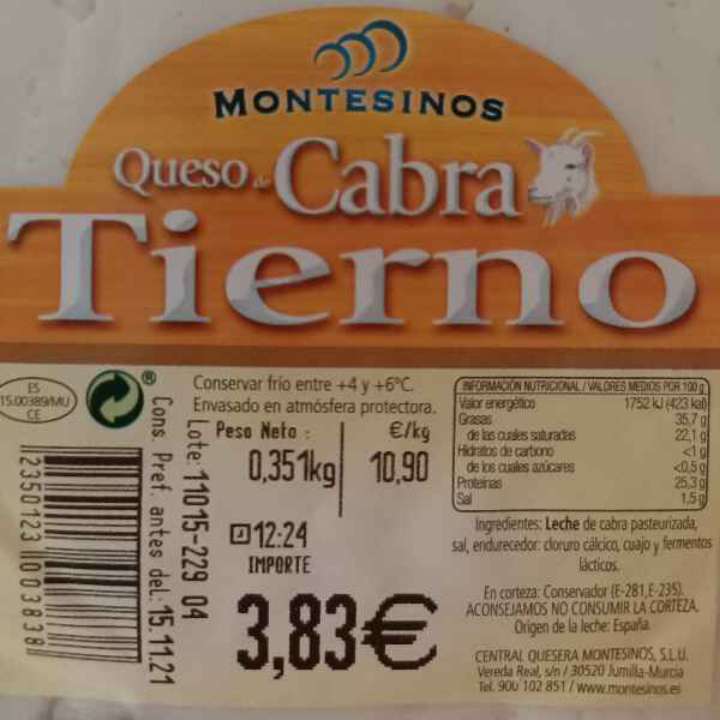 MONTESINOS
Queso de Cabra
Tierno
ES
15.00389/MU
CE
Conservar frío entre +4 y +6ºC.
Envasado en atmósfera protectora.
Peso Neto :
€/kg
0,351kg
10,90
12:24
IMPORTE
3,83€
Lote: 11015-229 04
Cons. Pref. antes del: 15.11.21
2350123 003838
INFORMACIÓN NUTRICIONAL / VALORES MEDIOS POR 100 g
Valor energético 1752 kJ (423 kal)
Grasas 35,7 g
de las cuales saturadas 22,1 g
Hidratos de carbono <1 g
de los cuales azúcares <0,5 g
Proteinas 25,3 g
Sal 1,5 g
Ingredientes: Leche de cabra pasteurizada,
sal, endurecedor: cloruro cálcico, cuajo y fermentos
lácticos.
En corteza: Conservador (E-281,E-235).
ACONSEJAMOS NO CONSUMIR LA CORTEZA.
Origen de la leche: España.
CENTRAL QUESERA MONTESINOS, S.L.U.
Vereda Real, s/n / 30520 Jumilla-Murcia
Tel. 900 102 851 / www.montesinos.es